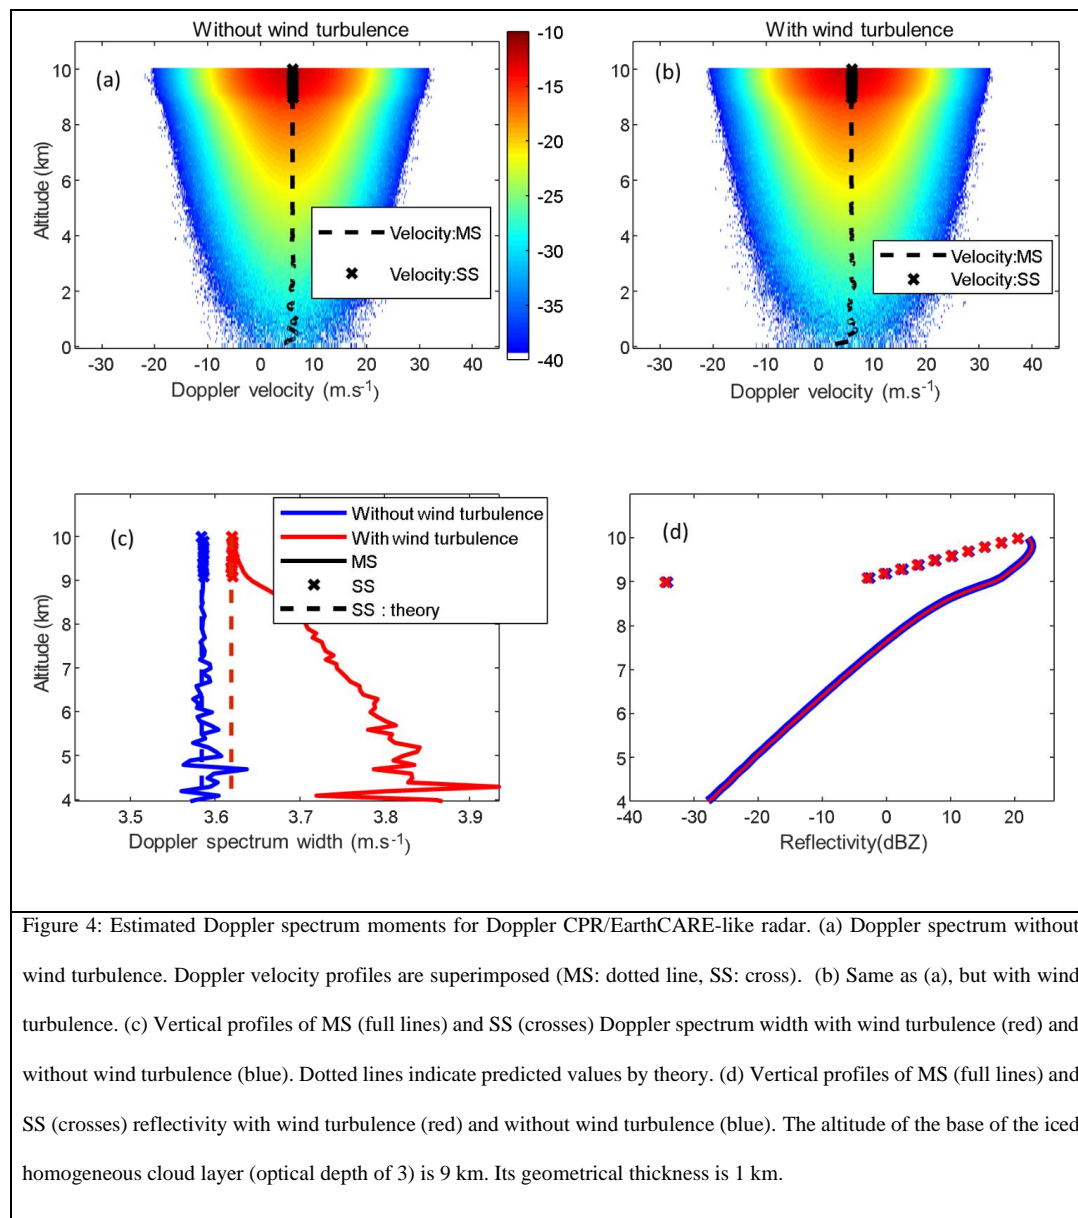 Without wind turbulence
With wind turbulence
(a)
(b)
10
8
6
4
2
0
Altitude (km)
-30 -20 -10 0 10 20 30 40
Doppler velocity (m.s-1)
Velocity:MS
Velocity:SS
-10
-15
-20
-25
-30
-35
-40
10
8
6
4
2
0
-30 -20 -10 0 10 20 30 40
Doppler velocity (m.s-1)
Velocity:MS
Velocity:SS
(c)
11
10
9
8
7
6
5
4
Altitude (km)
3.5 3.6 3.7 3.8 3.9
Doppler spectrum width (m.s-1)
Without wind turbulence
With wind turbulence
MS
SS
SS : theory
(d)
11
10
9
8
7
6
5
4
-40 -30 -20 -10 0 10 20
Reflectivity(dBZ)
Figure 4: Estimated Doppler spectrum moments for Doppler CPR/EarthCARE-like radar. (a) Doppler spectrum without
wind turbulence. Doppler velocity profiles are superimposed (MS: dotted line, SS: cross). (b) Same as (a), but with wind
turbulence. (c) Vertical profiles of MS (full lines) and SS (crosses) Doppler spectrum width with wind turbulence (red) and
without wind turbulence (blue). Dotted lines indicate predicted values by theory. (d) Vertical profiles of MS (full lines) and
SS (crosses) reflectivity with wind turbulence (red) and without wind turbulence (blue). The altitude of the base of the iced
homogeneous cloud layer (optical depth of 3) is 9 km. Its geometrical thickness is 1 km.